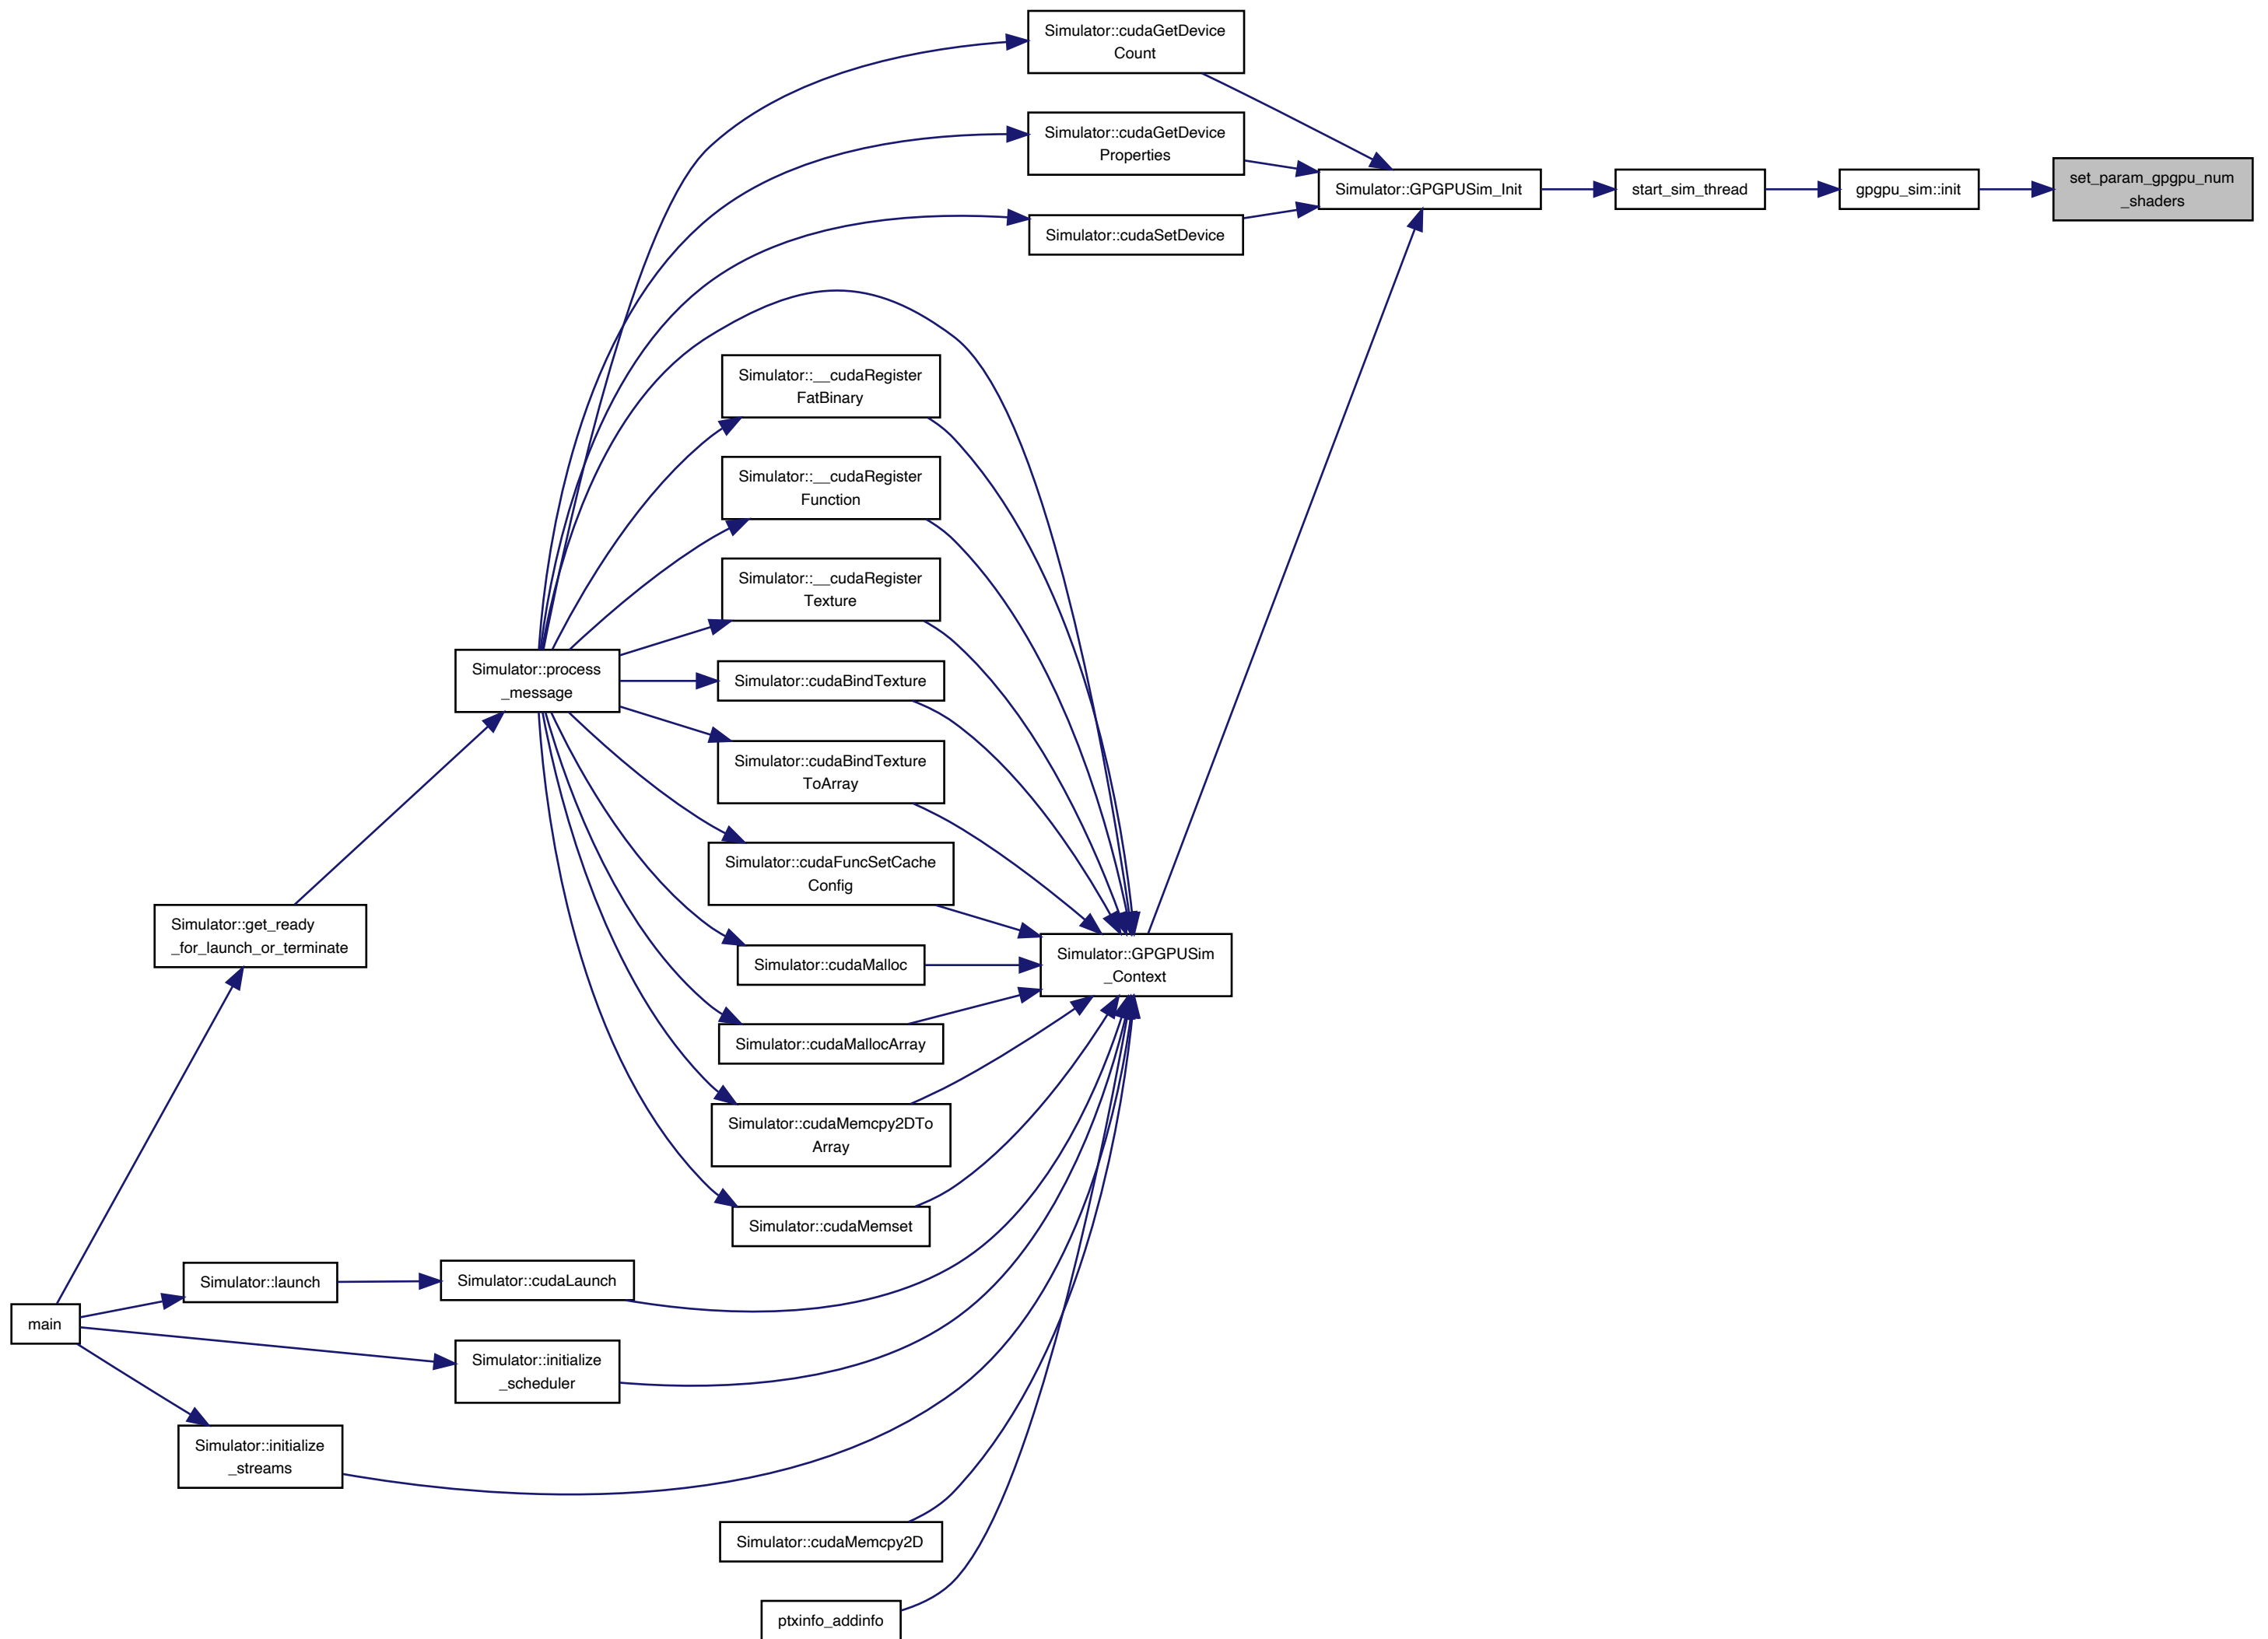 Simulator::cudaGetDevice
Count
Simulator::cudaGetDevice
Properties
Simulator::GPGPUSim_Init
start_sim_thread
gpgpu_sim::init
set_param_gpgpu_num
_shaders
Simulator::cudaSetDevice
Simulator::__cudaRegister
FatBinary
Simulator::__cudaRegister
Function
Simulator::__cudaRegister
Texture
Simulator::process
_message
Simulator::cudaBindTexture
Simulator::cudaBindTexture
ToArray
Simulator::cudaFuncSetCache
Config
Simulator::get_ready
_for_launch_or_terminate
Simulator::cudaMalloc
Simulator::GPGPUSim
_Context
Simulator::cudaMallocArray
Simulator::cudaMemcpy2DTo
Array
Simulator::cudaMemset
Simulator::launch
Simulator::cudaLaunch
main
Simulator::initialize
_scheduler
Simulator::initialize
_streams
Simulator::cudaMemcpy2D
ptxinfo_addinfo